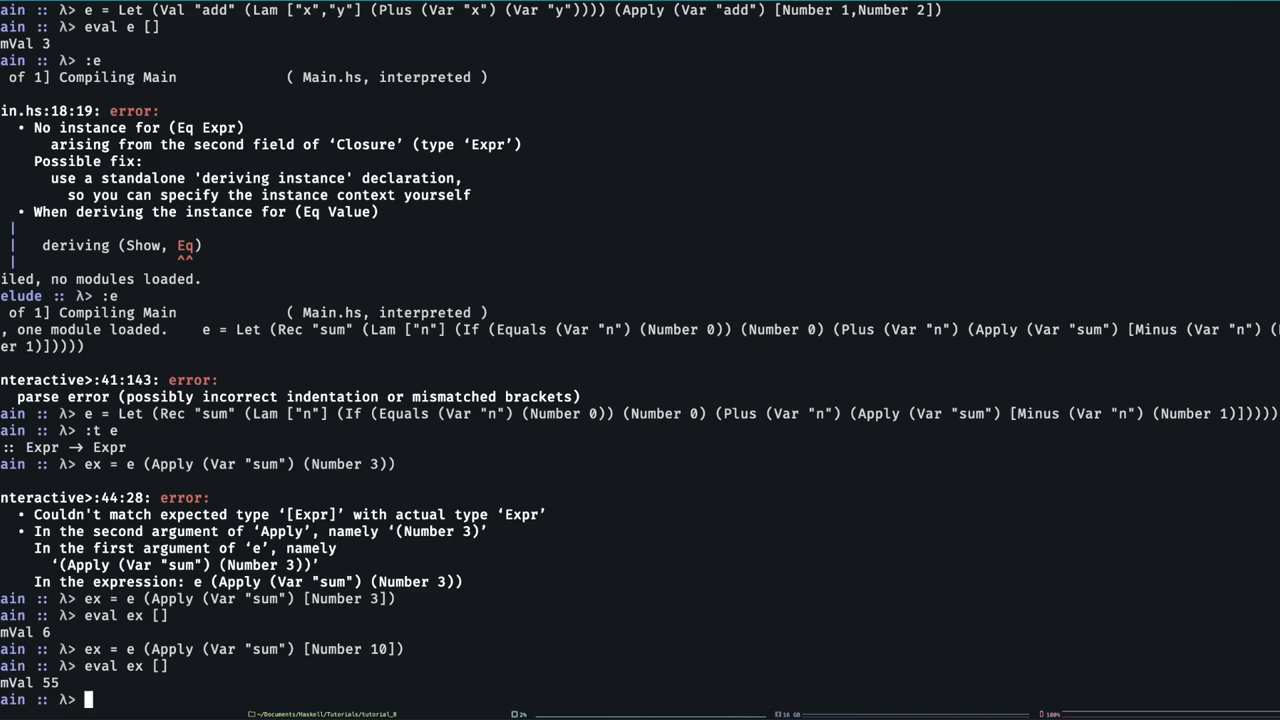 ain :: λ> e = Let (Val "add" (Lam ["x","y"] (Plus (Var "x") (Var "y")))) (Apply (Var "add") [Number 1,Number 2])
ain :: λ> eval e []
mVal 3
ain :: λ> :e
of 1] Compiling Main             ( Main.hs, interpreted )
in.hs:18:19: error:
• No instance for (Eq Expr)
arising from the second field of ‘Closure’ (type ‘Expr’)
Possible fix:
use a standalone 'deriving instance' declaration,
so you can specify the instance context yourself
• When deriving the instance for (Eq Value)
|
|   deriving (Show, Eq)
|                 ^^
iled, no modules loaded.
elude :: λ> :e
of 1] Compiling Main             ( Main.hs, interpreted )
, one module loaded.    e = Let (Rec "sum" (Lam ["n"] (If (Equals (Var "n") (Number 0)) (Number 0) (Plus (Var "n") (Apply (Var "sum") [Minus (Var "n") (
er 1)]))))
nteractive>:41:143: error:
parse error (possibly incorrect indentation or mismatched brackets)
ain :: λ> e = Let (Rec "sum" (Lam ["n"] (If (Equals (Var "n") (Number 0)) (Number 0) (Plus (Var "n") (Apply (Var "sum") [Minus (Var "n") (Number 1)])))))
ain :: λ> :t e
:: Expr -> Expr
ain :: λ> ex = e (Apply (Var "sum") (Number 3))
nteractive>:44:28: error:
• Couldn't match expected type ‘[Expr]’ with actual type ‘Expr’
• In the second argument of ‘Apply’, namely ‘(Number 3)’
In the first argument of ‘e’, namely
‘(Apply (Var "sum") (Number 3))’
In the expression: e (Apply (Var "sum") (Number 3))
ain :: λ> ex = e (Apply (Var "sum") [Number 3])
ain :: λ> eval ex []
mVal 6
ain :: λ> ex = e (Apply (Var "sum") [Number 10])
ain :: λ> eval ex []
mVal 55
ain :: λ>
~/Documents/Haskell/Tutorials/tutorial_8 2% 16 GB 100%